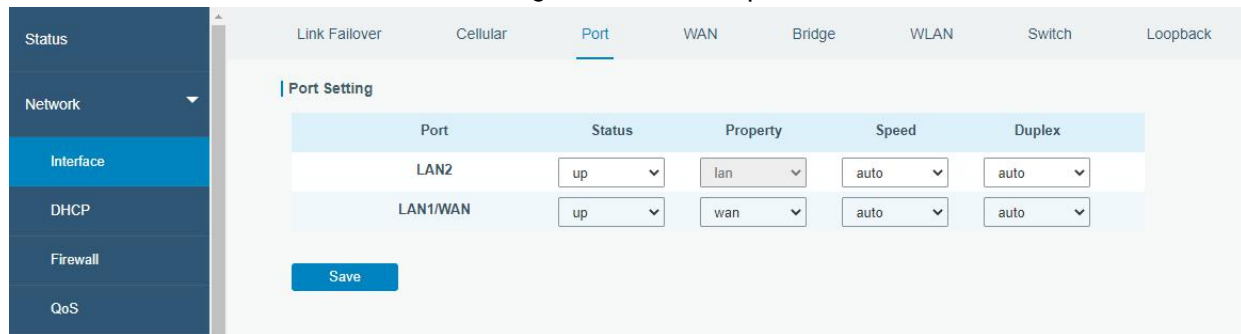 Status
Network
Interface
DHCP
Firewall
QoS
Link Failover Cellular Port WAN Bridge WLAN Switch Loopback
Port Setting
Port Status Property Speed Duplex
LAN2 up lan auto auto
LAN1/WAN up wan auto auto
Save